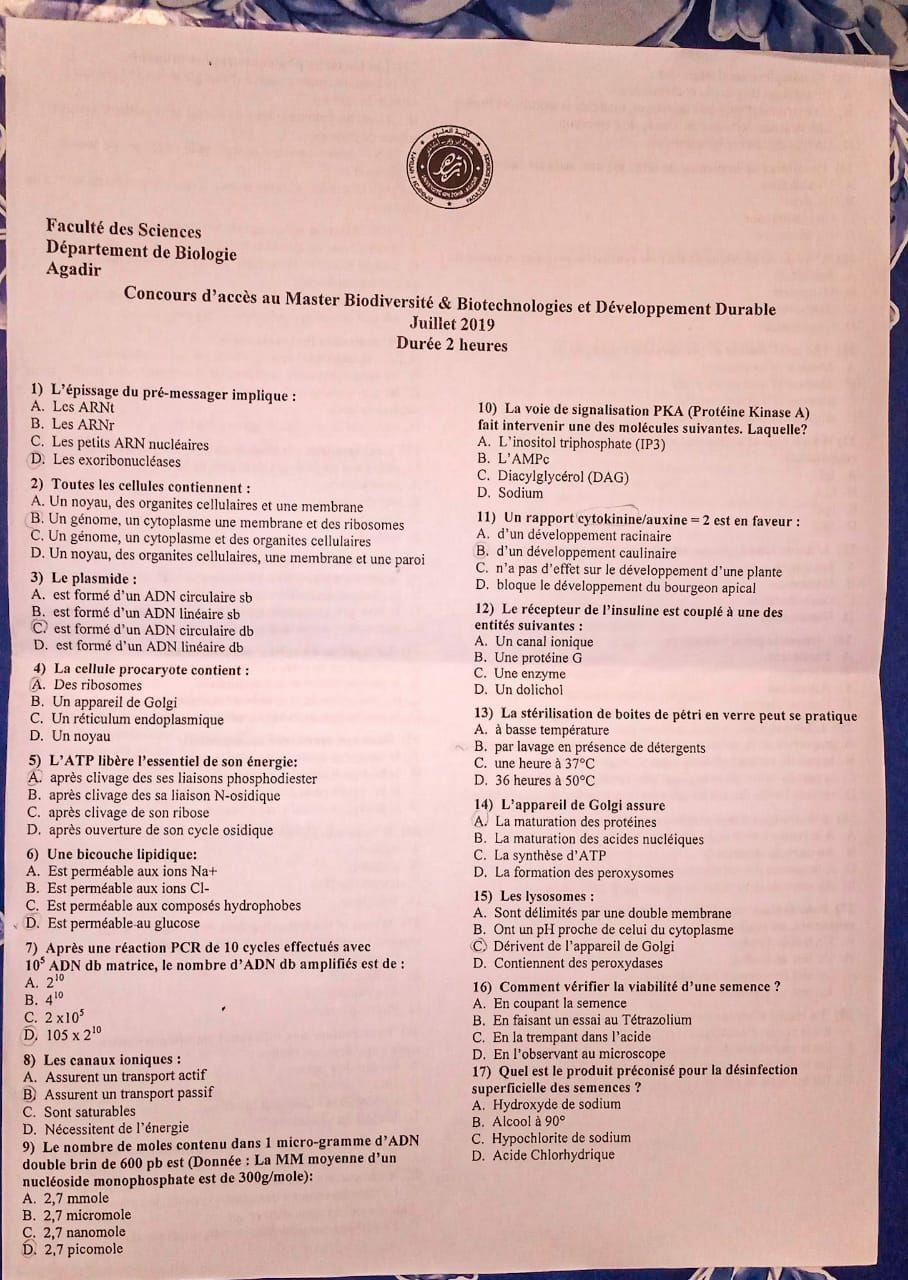 Faculté des Sciences
Département de Biologie
Agadir
Concours d'accès au Master Biodiversité & Biotechnologies et Développement Durable
Juillet 2019
Durée 2 heures
1) L'épissage du pré-messager implique :
A. Les ARNt
B. Les ARNr
C. Les petits ARN nucléaires
D. Les exoribonucléases
2) Toutes les cellules contiennent :
A. Un noyau, des organites cellulaires et une membrane
B. Un génome, un cytoplasme une membrane et des ribosomes
C. Un génome, un cytoplasme et des organites cellulaires
D. Un noyau, des organites cellulaires, une membrane et une paroi
3) Le plasmide :
A. est formé d'un ADN circulaire sb
B. est formé d'un ADN linéaire sb
C. est formé d'un ADN circulaire db
D. est formé d'un ADN linéaire db
4) La cellule procaryote contient :
A. Des ribosomes
B. Un appareil de Golgi
C. Un réticulum endoplasmique
D. Un noyau
5) L'ATP libère l'essentiel de son énergie:
A. après clivage des ses liaisons phosphodiester
B. après clivage des sa liaison N-osidique
C. après clivage de son ribose
D. après ouverture de son cycle osidique
6) Une bicouche lipidique:
A. Est perméable aux ions Na+
B. Est perméable aux ions Cl-
C. Est perméable aux composés hydrophobes
D. Est perméable au glucose
7) Après une réaction PCR de 10 cycles effectués avec
10⁵ ADN db matrice, le nombre d'ADN db amplifiés est de :
A. 2¹⁰
B. 4¹⁰
C. 2 x10⁵
D. 105 x 2¹⁰
8) Les canaux ioniques :
A. Assurent un transport actif
B. Assurent un transport passif
C. Sont saturables
D. Nécessitent de l'énergie
9) Le nombre de moles contenu dans 1 micro-gramme d'ADN
double brin de 600 pb est (Donnée : La MM moyenne d'un
nucléoside monophosphate est de 300g/mole):
A. 2,7 mmole
B. 2,7 micromole
C. 2,7 nanomole
D. 2,7 picomole
10) La voie de signalisation PKA (Protéine Kinase A)
fait intervenir une des molécules suivantes. Laquelle?
A. L'inositol triphosphate (IP3)
B. L'AMPc
C. Diacylglycérol (DAG)
D. Sodium
11) Un rapport cytokinine/auxine = 2 est en faveur :
A. d'un développement racinaire
B. d'un développement caulinaire
C. n'a pas d'effet sur le développement d'une plante
D. bloque le développement du bourgeon apical
12) Le récepteur de l'insuline est couplé à une des
entités suivantes :
A. Un canal ionique
B. Une protéine G
C. Une enzyme
D. Un dolichol
13) La stérilisation de boites de pétri en verre peut se pratique
A. à basse température
B. par lavage en présence de détergents
C. une heure à 37°C
D. 36 heures à 50°C
14) L'appareil de Golgi assure
A. La maturation des protéines
B. La maturation des acides nucléiques
C. La synthèse d'ATP
D. La formation des peroxysomes
15) Les lysosomes :
A. Sont délimités par une double membrane
B. Ont un pH proche de celui du cytoplasme
C. Dérivent de l'appareil de Golgi
D. Contiennent des peroxydases
16) Comment vérifier la viabilité d'une semence ?
A. En coupant la semence
B. En faisant un essai au Tétrazolium
C. En la trempant dans l'acide
D. En l'observant au microscope
17) Quel est le produit préconisé pour la désinfection
superficielle des semences ?
A. Hydroxyde de sodium
B. Alcool à 90°
C. Hypochlorite de sodium
D. Acide Chlorhydrique